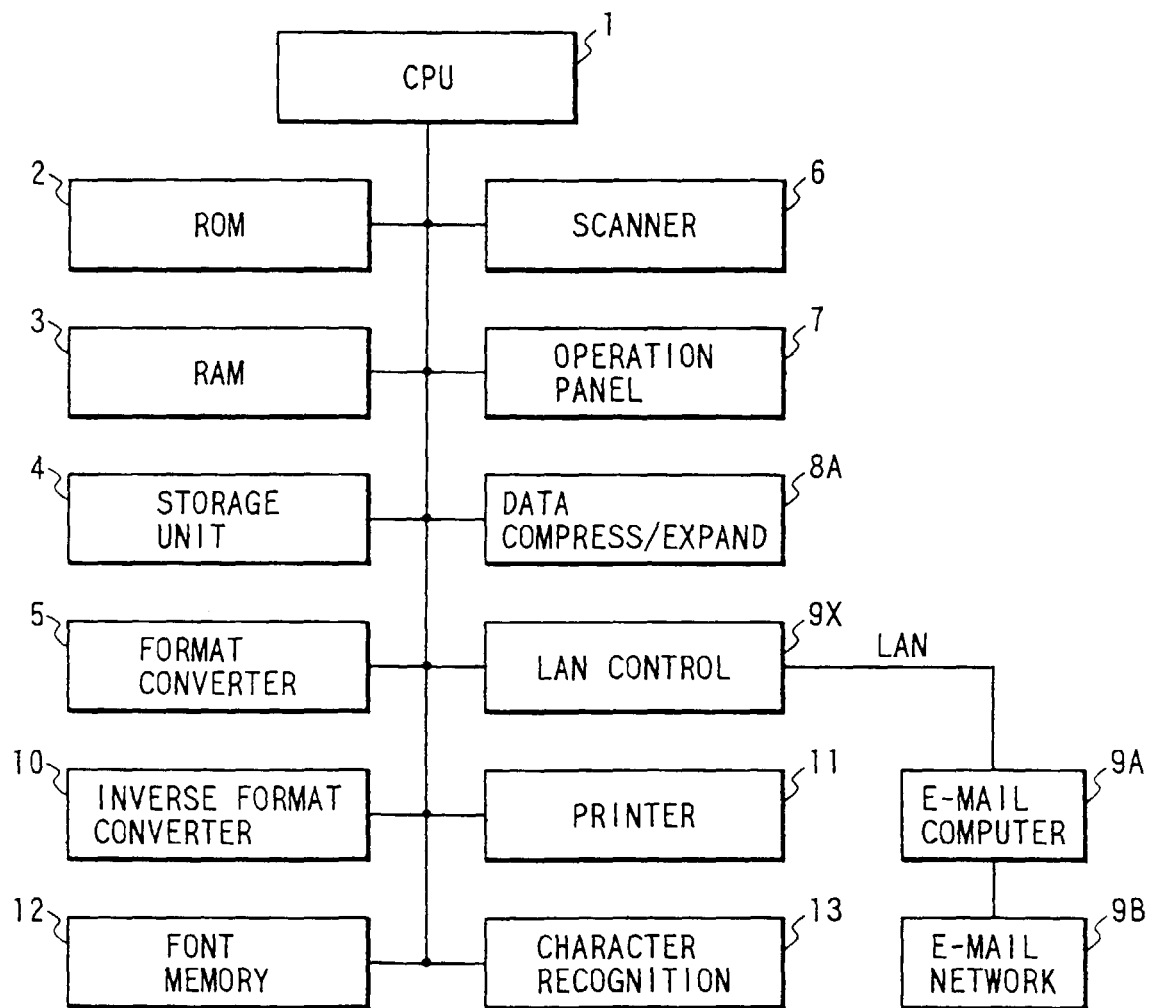 1
CPU
2
ROM
6
SCANNER
3
RAM
7
OPERATION
PANEL
4
STORAGE
UNIT
8A
DATA
COMPRESS/EXPAND
5
FORMAT
CONVERTER
9X
LAN CONTROL
LAN
10
INVERSE FORMAT
CONVERTER
11
PRINTER
9A
E-MAIL
COMPUTER
12
FONT
MEMORY
13
CHARACTER
RECOGNITION
9B
E-MAIL
NETWORK